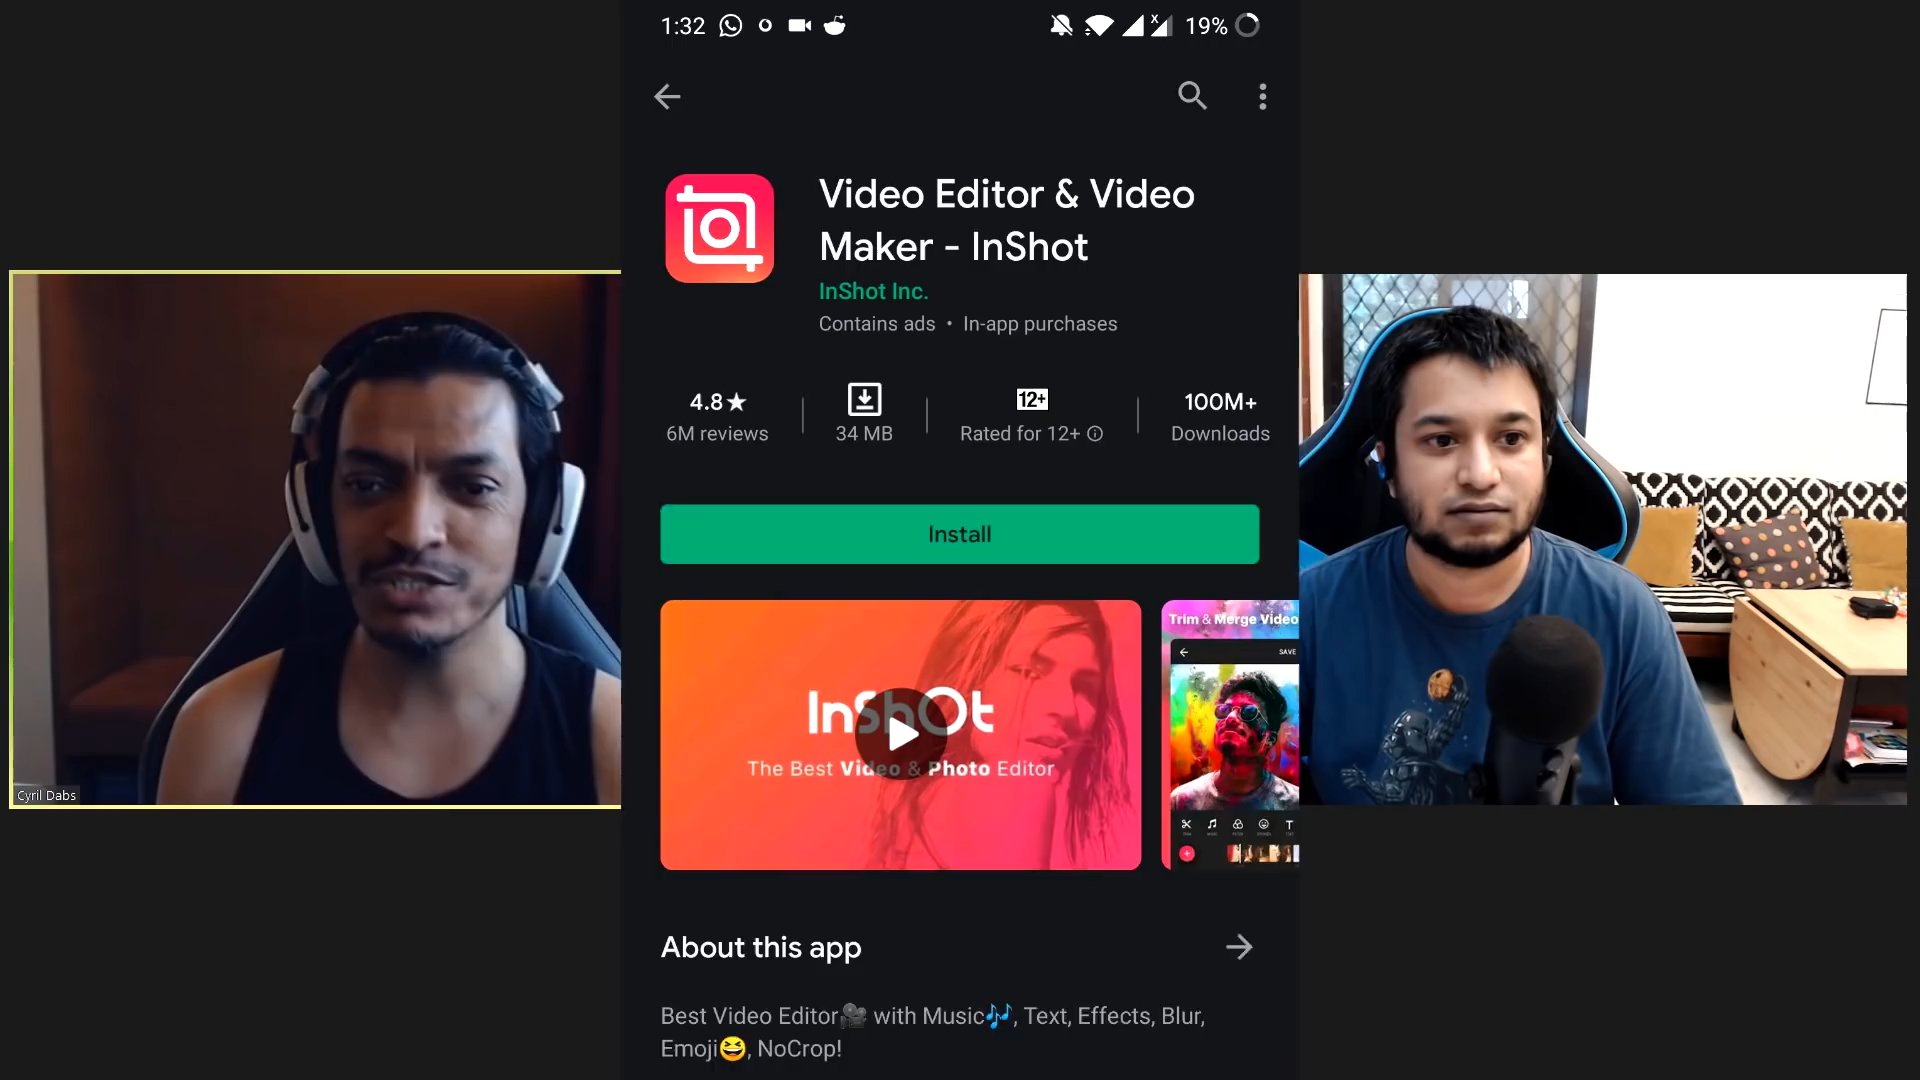 1:32
19%
Video Editor & Video
Maker - InShot
InShot Inc.
Contains ads • In-app purchases
4.8★
6M reviews
34 MB
12+
Rated for 12+
100M+
Downloads
Install
InShOt
The Best Video & Photo Editor
Trim & Merge Video
SAVE
Cyril Dabs
About this app
Best Video Editor🎥 with Music🎶, Text, Effects, Blur,
Emoji😆, NoCrop!